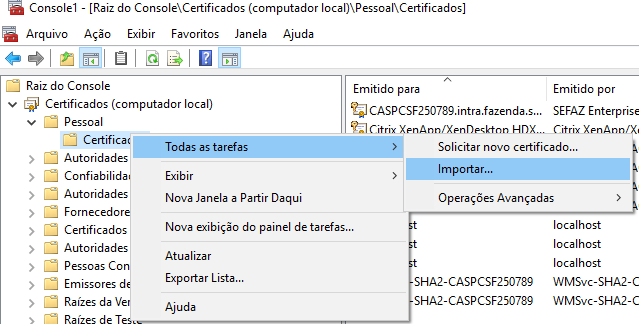 Console1 - [Raiz do Console\Certificados (computador local)\Pessoal\Certificados]
Arquivo Ação Exibir Favoritos Janela Ajuda
Raiz do Console
Certificados (computador local)
Pessoal
Certificad
Autoridades
Confiabilidad
Autoridades
Fornecedore
Certificados
Autoridades
Pessoas Con
Emissores de
Raízes da Ver
Raízes de Teste
Emitido para Emitido por
CASPCSF250789.intra.fazenda.s... SEFAZ Enterprise
Citrix XenApp/XenDesktop HDX... Citrix XenApp/Xe
Todas as tarefas
Exibir
Nova Janela a Partir Daqui
Nova exibição do painel de tarefas...
Atualizar
Exportar Lista...
Ajuda
Solicitar novo certificado...
Importar...
Operações Avançadas
st localhost
st localhost
st localhost
-SHA2-CASPCSF250789 WMSvc-SHA2-C
-SHA2-CASPCSF250789 WMSvc-SHA2-C